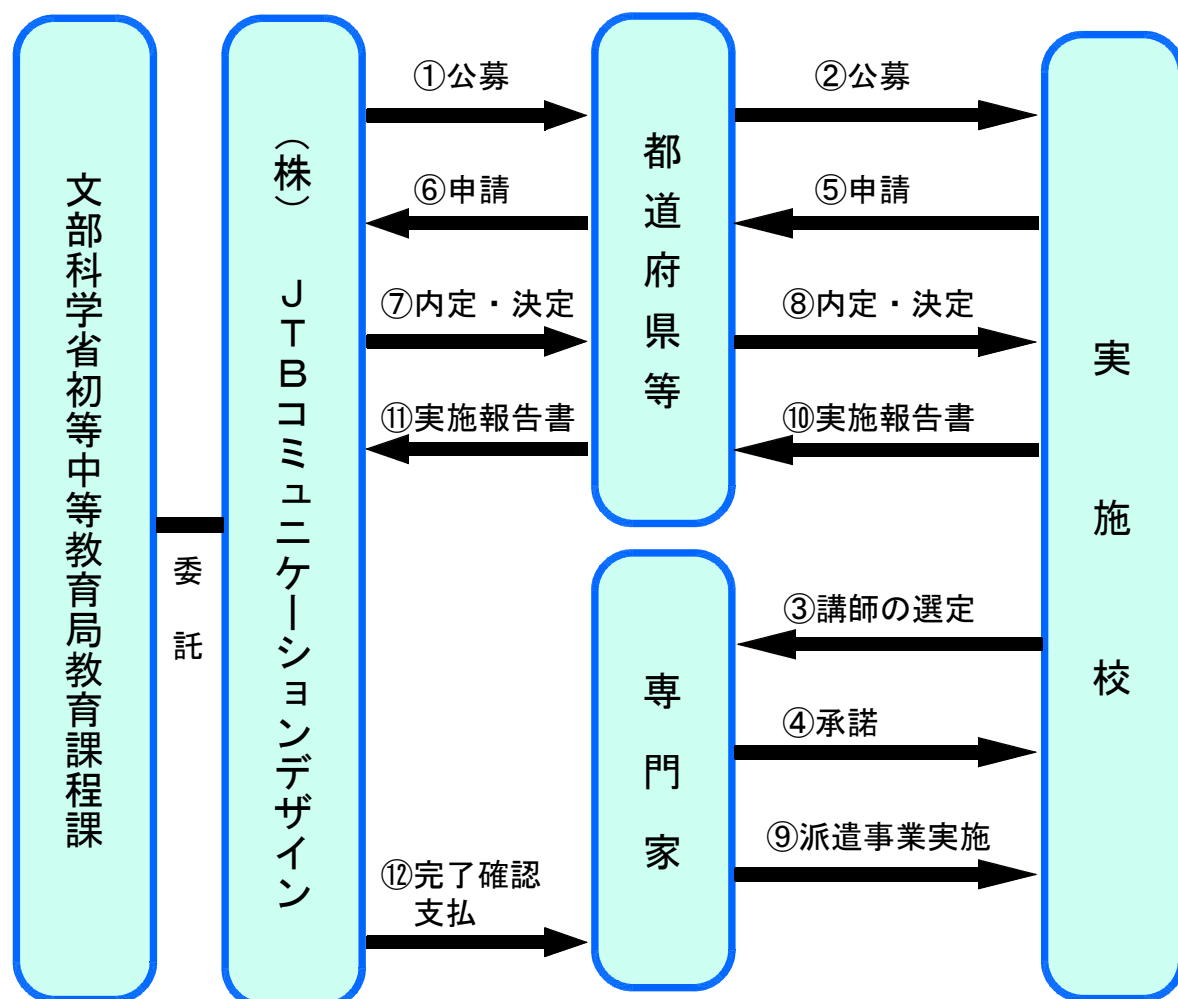 文部科学省初等中等教育局教育課程課
委託
（株）　ＪＴＢコミュニケーションデザイン
①公募
⑥申請
⑦内定・決定
⑪実施報告書
⑫完了確認
支払
都道府県等
専門家
②公募
⑤申請
⑧内定・決定
⑩実施報告書
③講師の選定
④承諾
⑨派遣事業実施
実施校